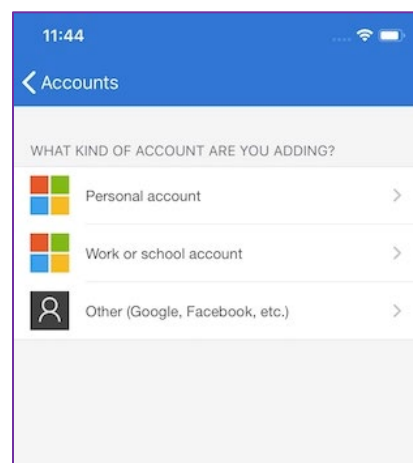 11:44
Accounts
WHAT KIND OF ACCOUNT ARE YOU ADDING?
Personal account
Work or school account
Other (Google, Facebook, etc.)